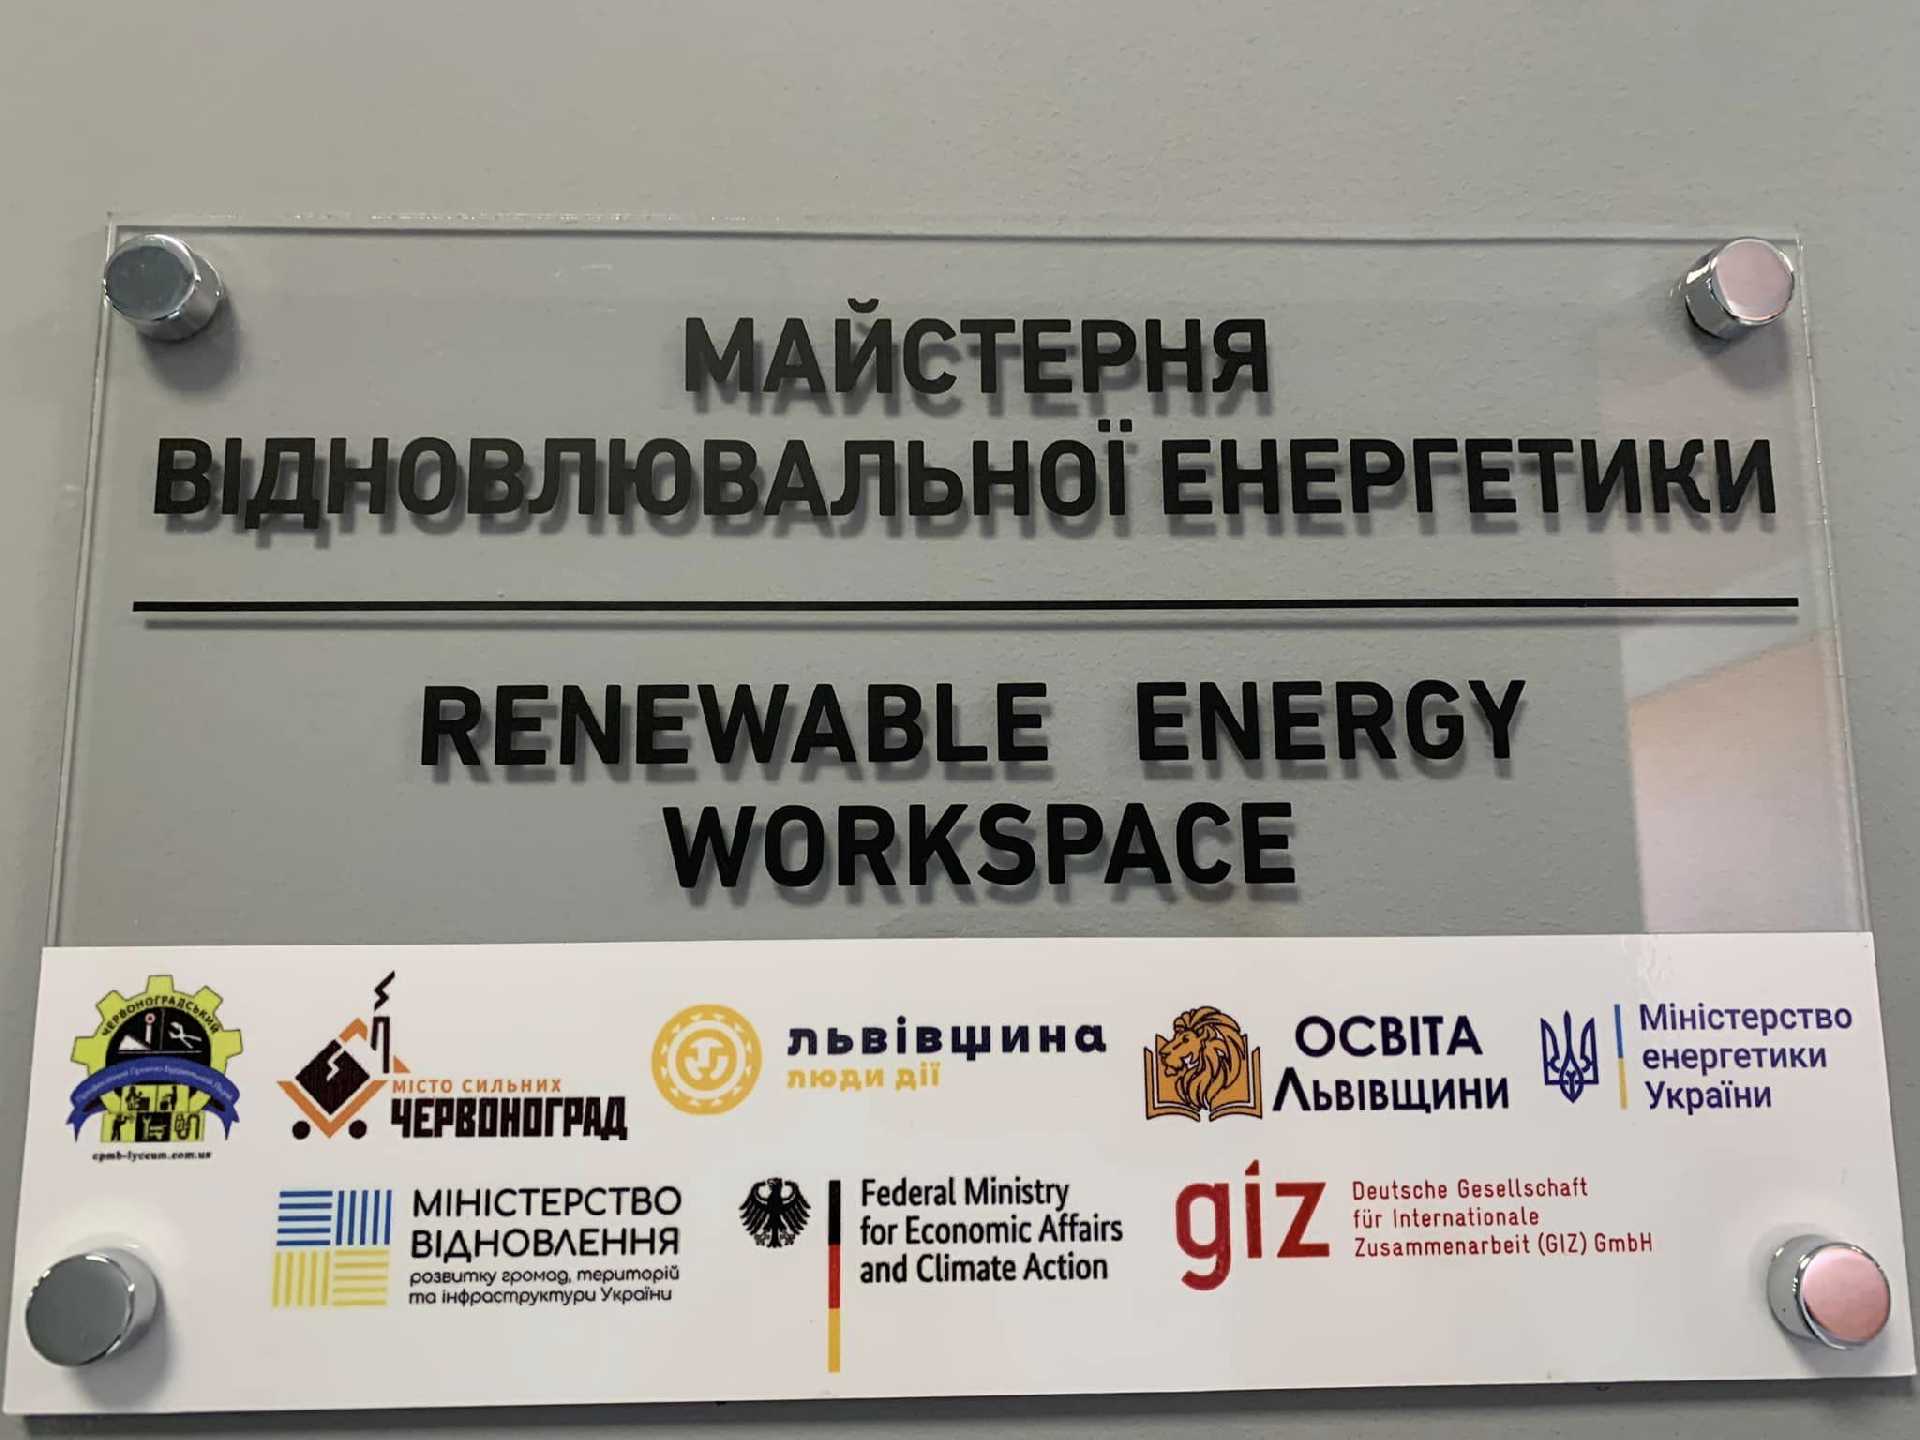 МАЙСТЕРНЯ
ВІДНОВЛЮВАЛЬНОЇ ЕНЕРГЕТИКИ
RENEWABLE ENERGY
WORKSPACE
ЧЕРВОНОГРАДСЬКИЙ
cpmb-lyceum.com.ua
МІСТО СИЛЬНИХ
ЧЕРВОНОГРАД
Львівщина
люди дії
ОСВІТА
ЛЬВІВЩИНИ
Міністерство
енергетики
України
МІНІСТЕРСТВО
ВІДНОВЛЕННЯ
розвитку громад, територій
та інфраструктури України
Federal Ministry
for Economic Affairs
and Climate Action
giz
Deutsche Gesellschaft
für Internationale
Zusammenarbeit (GIZ) GmbH